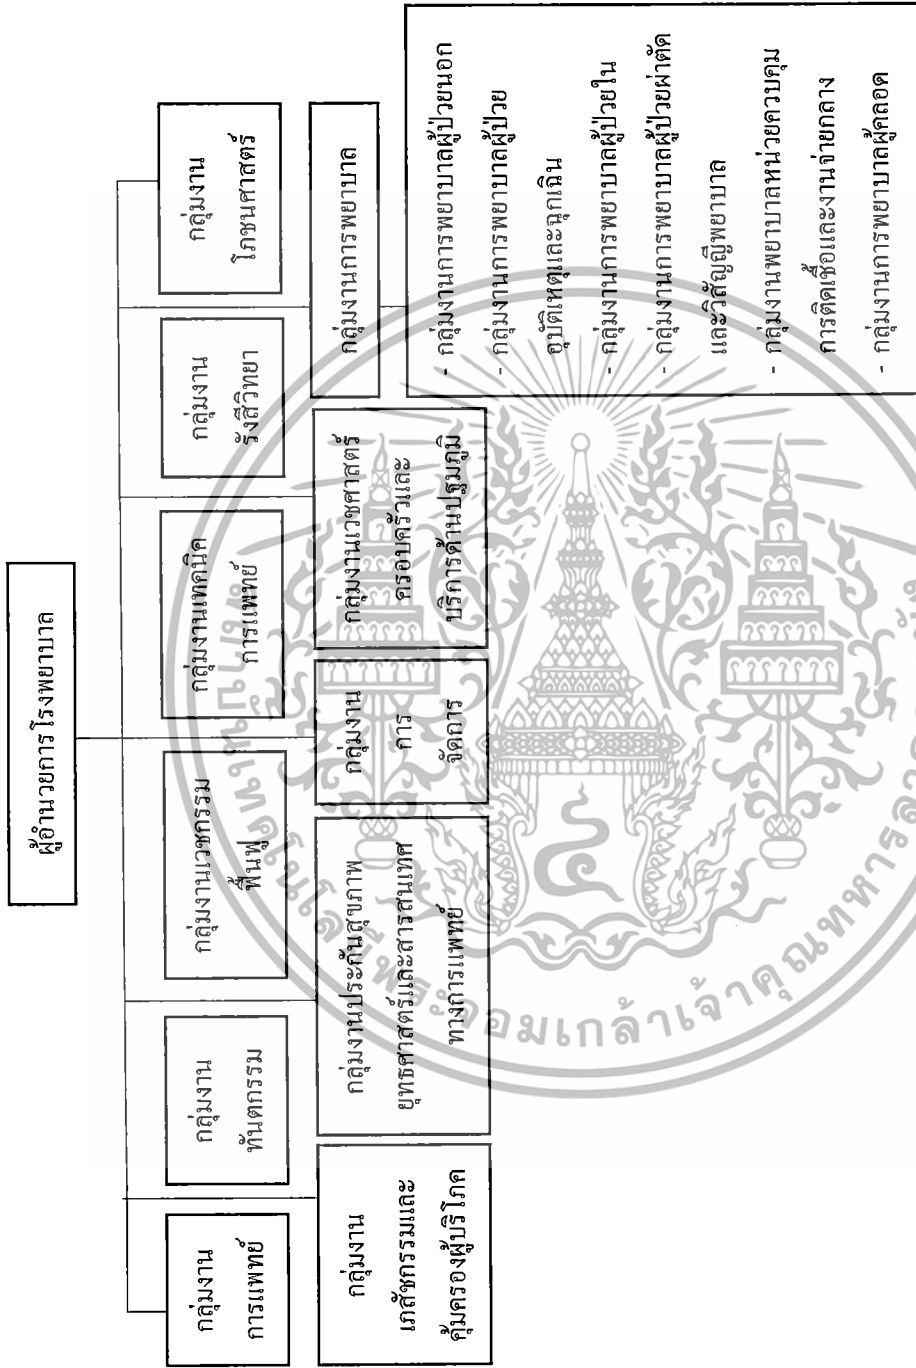 ผู้อำนวยการโรงพยาบาล
กลุ่มงาน
การแพทย์
กลุ่มงาน
ทันตกรรม
กลุ่มงานเวชกรรม
ฟื้นฟู
กลุ่มงานเทคนิค
การแพทย์
กลุ่มงาน
รังสีวิทยา
กลุ่มงาน
โภชนศาสตร์
กลุ่มงาน
เภสัชกรรมและ
คุ้มครองผู้บริโภค
กลุ่มงานประกันสุขภาพ
ยุทธศาสตร์และสารสนเทศ
ทางการแพทย์
กลุ่มงาน
การ
จัดการ
กลุ่มงานเวชศาสตร์
ครอบครัวและ
บริการด้านปฐมภูมิ
กลุ่มงานการพยาบาล
- กลุ่มงานการพยาบาลผู้ป่วยนอก
- กลุ่มงานการพยาบาลผู้ป่วย
อุบัติเหตุและฉุกเฉิน
- กลุ่มงานการพยาบาลผู้ป่วยใน
- กลุ่มงานการพยาบาลผู้ป่วยผ่าตัด
และวิสัญญีพยาบาล
- กลุ่มงานพยาบาลหน่วยควบคุม
การติดเชื้อและงานจ่ายกลาง
- กลุ่มงานการพยาบาลผู้คลอด
พระจอมเกล้าเจ้าคุณทหารลาด